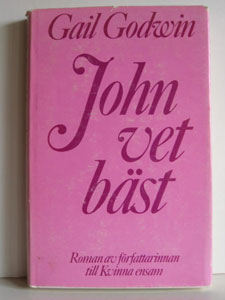 Gail Godwin
John
vet
bäst
Roman av författarinnan
till Kvinna ensam